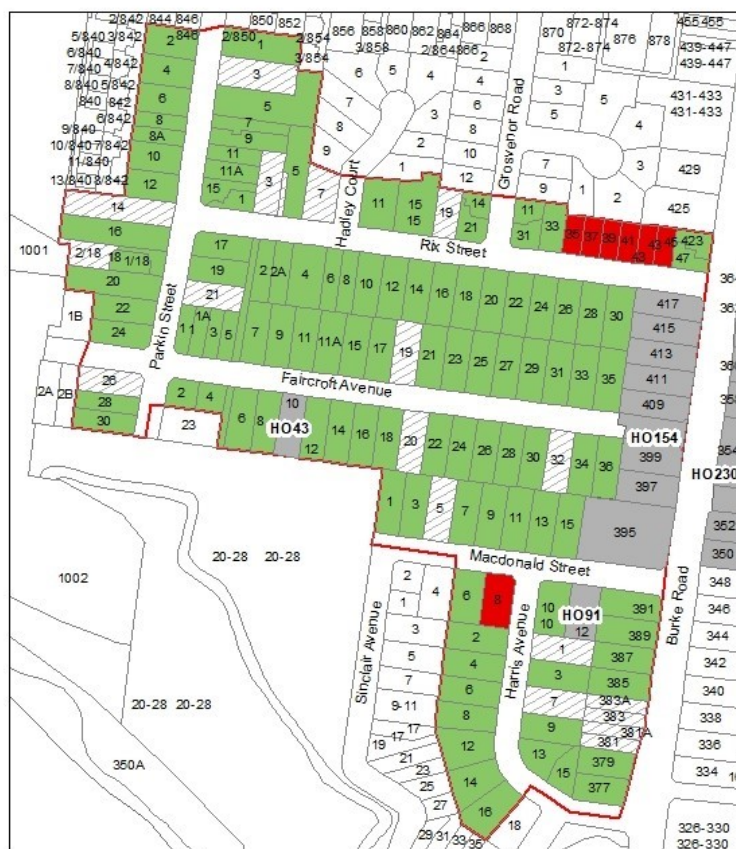 2/842 844 846 850 852 856 858 860 862 864 866 868 870 872-874 876 878 455 455
5/840 3/842 2 846 2/850 1 2/854 3/858 2/864 866 872-874 439-447
6/840 3/854 2 1 439-447
7/840 4/842 4 3 6 5 4 4
8/840 5/842 6 5 7 6 3 5 431-433
840 842 8 3 8 5 431-433
6/842 8 7 8 4
9/840 8A 9 2 10 7 429
10/840 7/842 10 11 9 1 12 9 1 2 425
11/840 11A 5
13/840 8/842 12 15 1 3 7
Hadley Court
Grosvenor Road
14 11 15 19 14 11 33 35 37 39 41 43 45 423
16 15 21 31 43 47
Rix Street
1001 2/18 18 1/18 17
20 19 2 2A 4 6 8 10 12 14 16 18 20 22 24 26 28 30 417
22 21 415
1B 24 1A 413
1 1 3 5 7 9 11 11A 15 17 19 21 23 25 27 29 31 33 35 411
Parkin Street
409
Faircroft Avenue
2A 2B 26 28 30
2 4 6 8 10 12 14 16 18 20 22 24 26 28 30 32 34 36
23 HO43 HO154 399 397 HO230 354
1 3 5 7 9 11 13 15 395 352
350
Macdonald Street
Burke Road
1002 20-28 20-28
2 4 6 8 10 10 12 HO91 391 348
1 389 346
3 2 1 387 344
5 4 3 385 342
7 6 7 383A 340
9-11 8 383 338
17 17 9 381A 381 336
19 21 12 13 379 334
23 14 15 377
25
27 16
29 31 33 35 18
Sinclair Avenue
Harris Avenue
20-28 20-28
350A
326-330
326-330